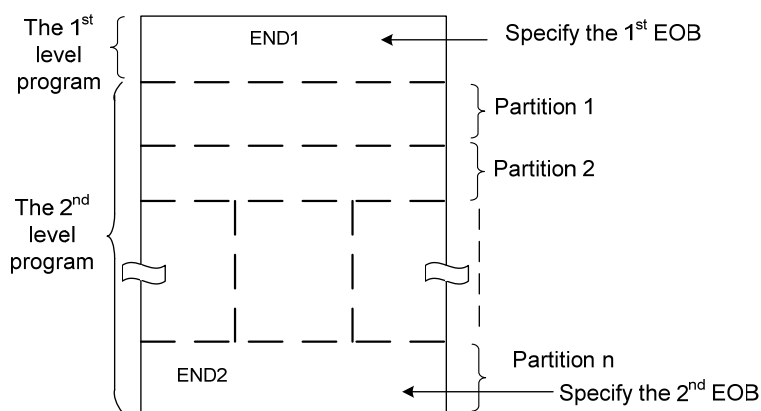 The 1st
level
program
END1
Specify the 1st EOB
Partition 1
Partition 2
The 2nd
level
program
Partition n
END2
Specify the 2nd EOB